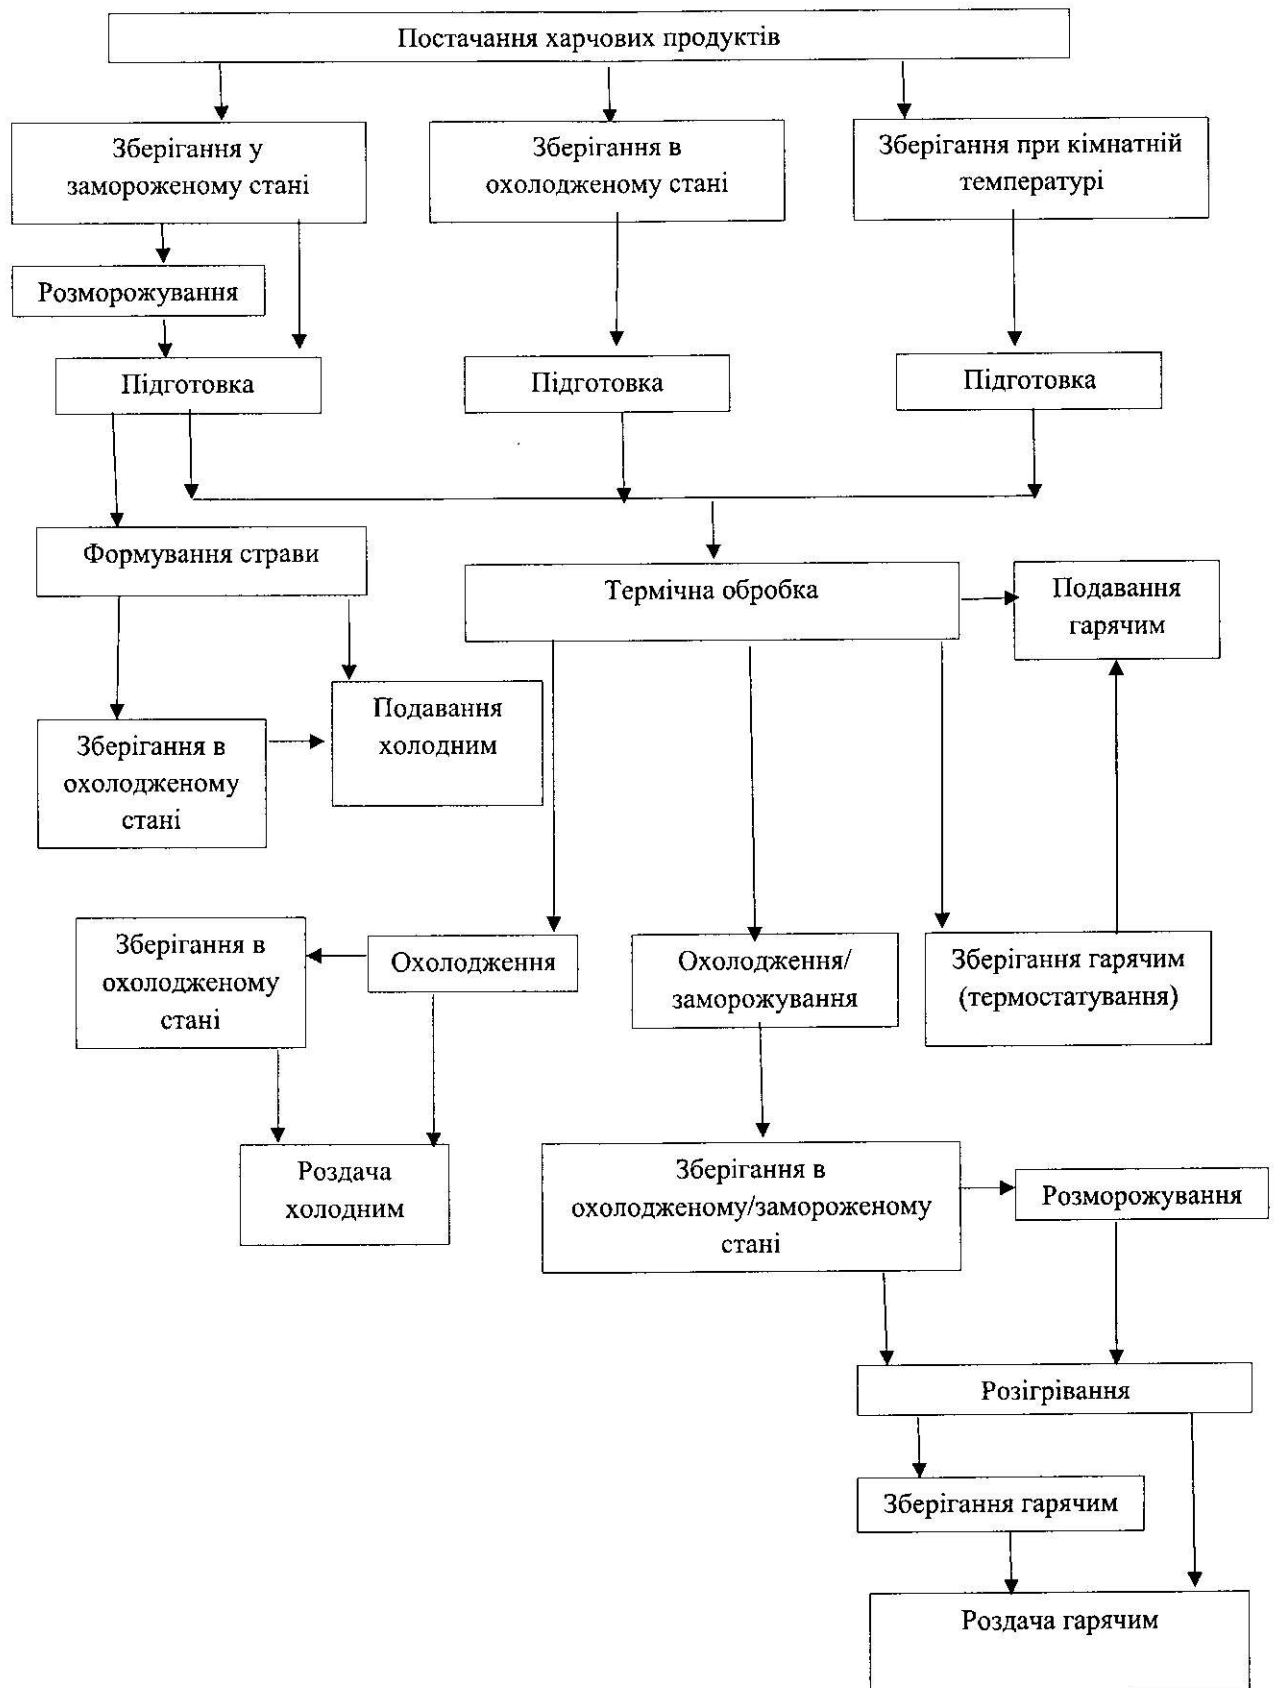 Постачання харчових продуктів
Зберігання у
замороженому стані
Зберігання в
охолодженому стані
Зберігання при кімнатній
температурі
Розморожування
Підготовка
Підготовка
Підготовка
Формування страви
Термічна обробка
Подавання
гарячим
Зберігання в
охолодженому
стані
Подавання
холодним
Зберігання в
охолодженому
стані
Охолодження
Охолодження/
заморожування
Зберігання гарячим
(термостатування)
Роздача
холодним
Зберігання в
охолодженому/замороженому
стані
Розморожування
Розігрівання
Зберігання гарячим
Роздача гарячим